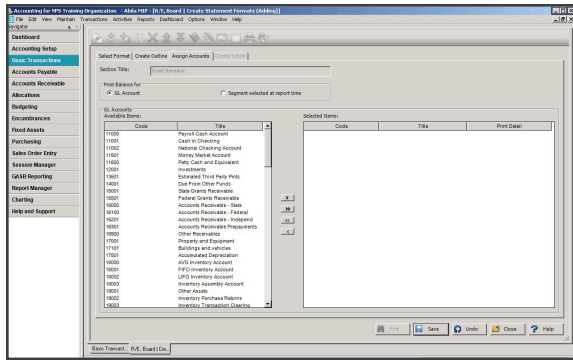 Accounting for NPS Training Organization - Abila MIP - [R/E, Board | Create Statement Formats (Adding)]
File Edit View Maintain Transactions Activities Reports Dashboard Options Window Help
Navigator
Dashboard
Accounting Setup
Basic Transactions
Accounts Payable
Accounts Receivable
Allocations
Budgeting
Encumbrances
Fixed Assets
Purchasing
Sales Order Entry
Session Manager
GASB Reporting
Report Manager
Charting
Help and Support
Select Format Create Outline Assign Accounts Create Totals
Section Title: Grant Revenue
Print Balance for
GL Account Segment selected at report time
GL Accounts
Available Items: Selected Items:
Code Title Code Title Print Detail
11000 Payroll Cash Account
11001 Cash in Checking
11002 National Checking Account
11501 Money Market Account
11600 Petty Cash and Equivalent
12001 Investments
13501 Estimated Third Party Pmts
14001 Due From Other Funds
15001 State Grants Receivable
15501 Federal Grants Receivable
16000 Accounts Receivable - State
16100 Accounts Receivable - Federal
16201 Accounts Receivable - Independ
16301 Accounts Receivable Prepayments
16900 Other Receivables
17001 Property and Equipment
17101 Buildings and vehicles
17501 Accumulated Depreciation
18000 AVG Inventory Account
18001 FIFO Inventory Account
18002 LIFO Inventory Account
18003 Inventory Assembly Account
19001 Other Assets
19002 Inventory Purchase Returns
19003 Inventory Transaction Clearing
Find Save Undo Close Help
Basic Transact... R/E, Board | Cre...